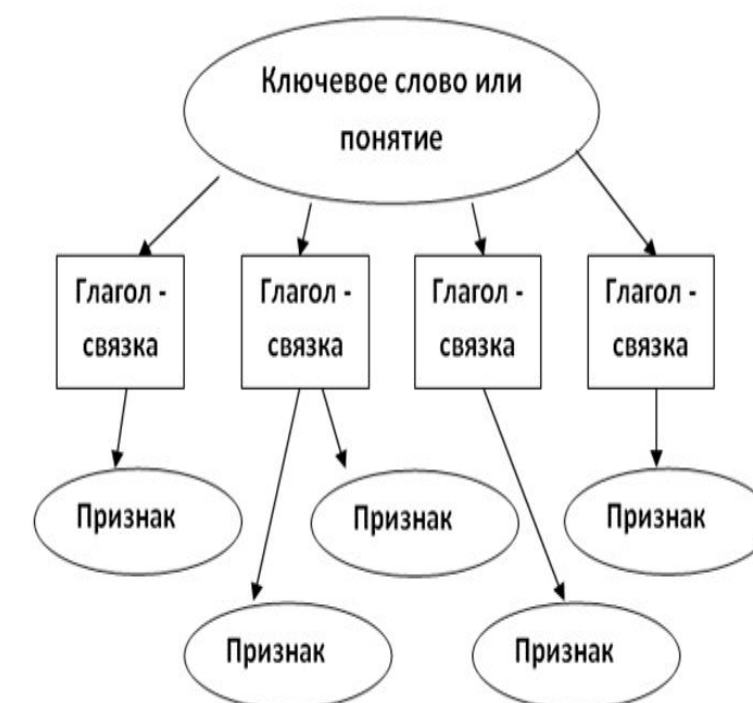 Ключевое слово или
понятие
Глагол -
связка
Глагол -
связка
Глагол -
связка
Глагол -
связка
Признак
Признак
Признак
Признак
Признак